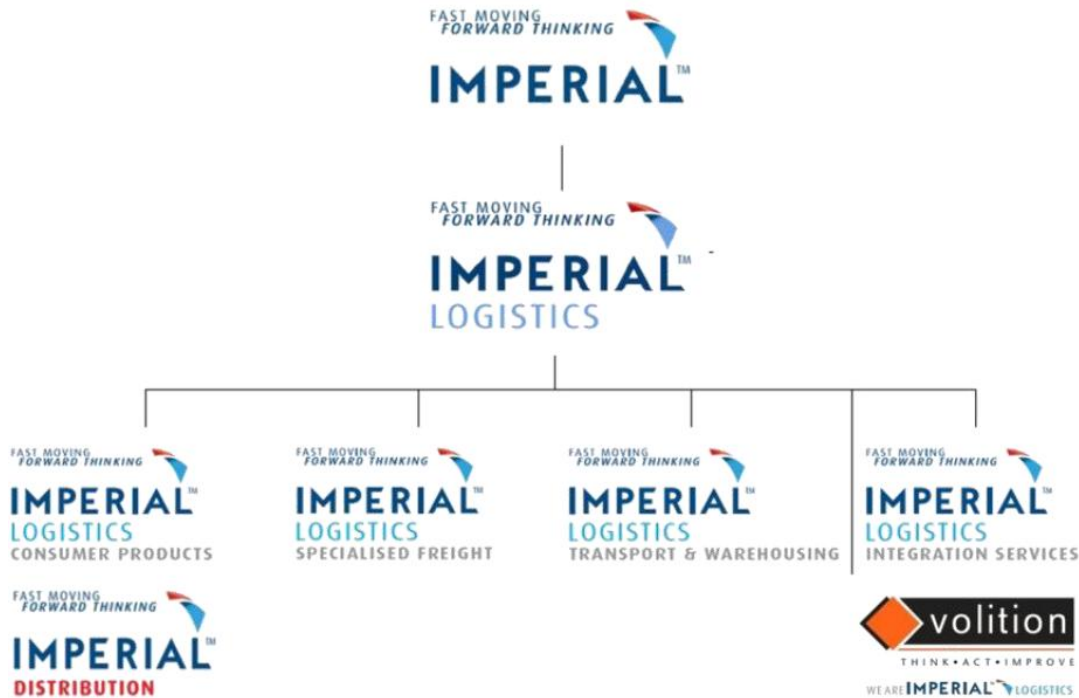 FAST MOVING
FORWARD THINKING
IMPERIAL™
FAST MOVING
FORWARD THINKING
IMPERIAL™
LOGISTICS
FAST MOVING
FORWARD THINKING
IMPERIAL™
LOGISTICS
CONSUMER PRODUCTS
FAST MOVING
FORWARD THINKING
IMPERIAL™
LOGISTICS
SPECIALISED FREIGHT
FAST MOVING
FORWARD THINKING
IMPERIAL™
LOGISTICS
TRANSPORT & WAREHOUSING
FAST MOVING
FORWARD THINKING
IMPERIAL™
LOGISTICS
INTEGRATION SERVICES
FAST MOVING
FORWARD THINKING
IMPERIAL™
DISTRIBUTION
volition
THINK•ACT•IMPROVE
WE ARE IMPERIAL™ LOGISTICS